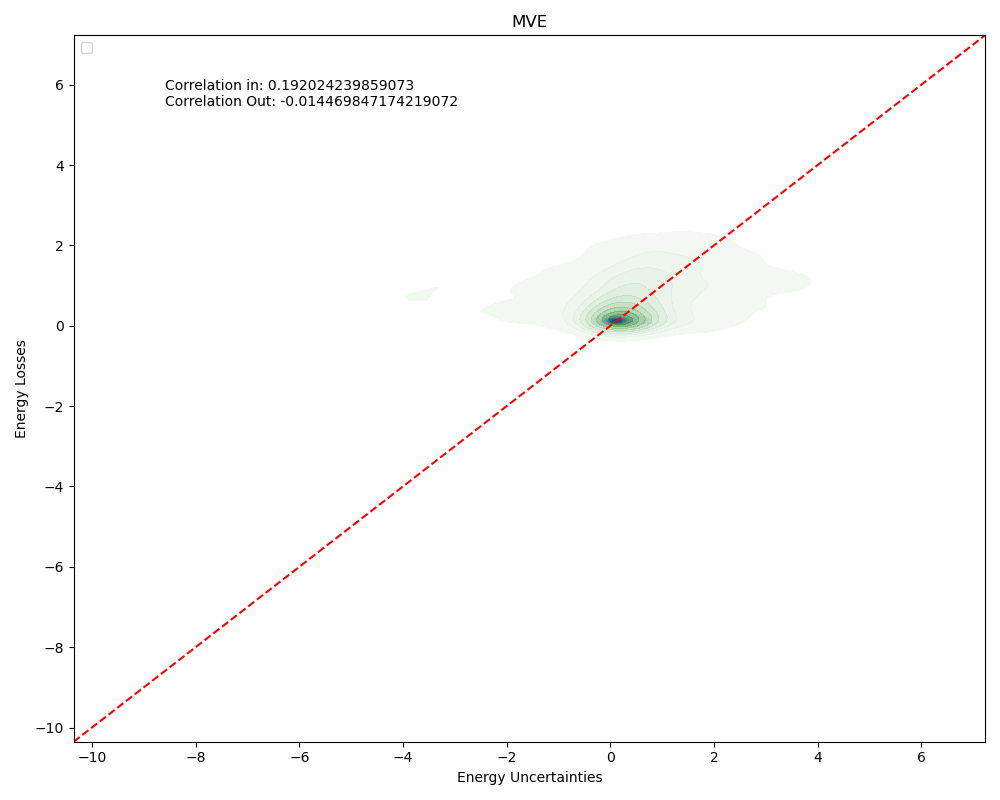 MVE
Correlation in: 0.192024239859073
Correlation Out: -0.014469847174219072
Energy Losses
6
4
2
0
−2
−4
−6
−8
−10
−10 −8 −6 −4 −2 0 2 4 6
Energy Uncertainties